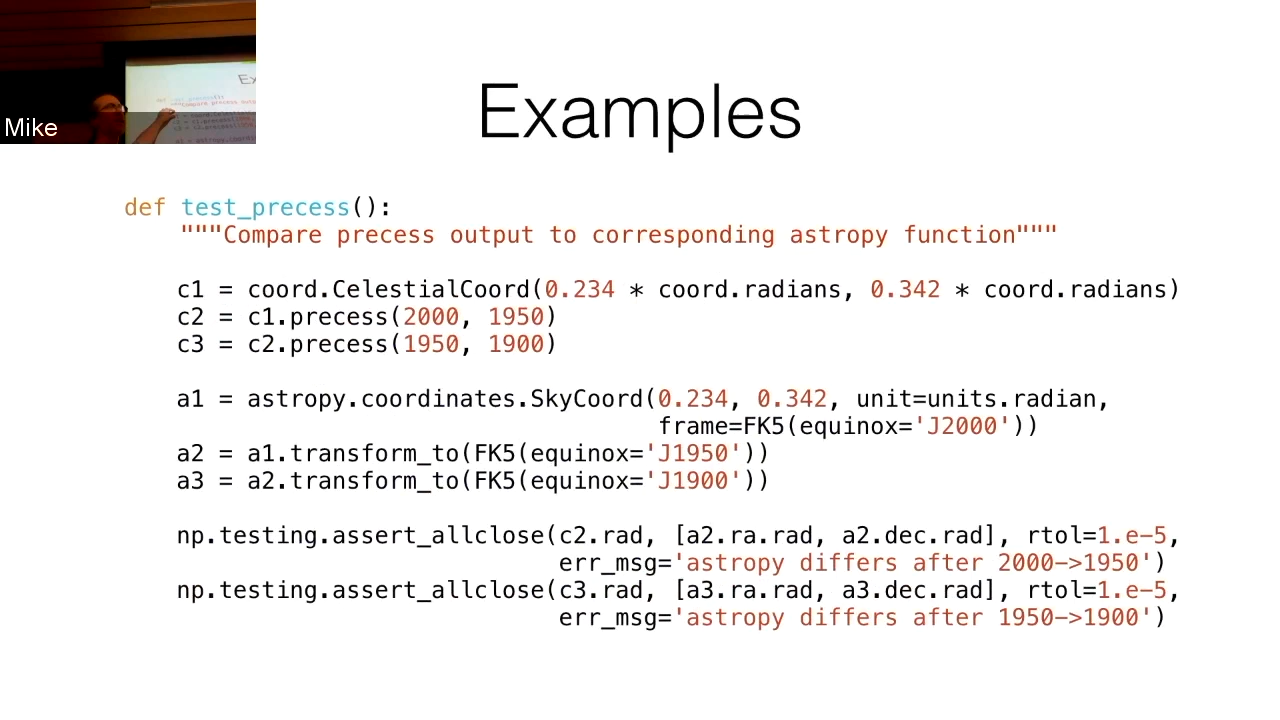 Mike
Examples
def test_precess():
"""Compare precess output to corresponding astropy function"""
c1 = coord.CelestialCoord(0.234 * coord.radians, 0.342 * coord.radians)
c2 = c1.precess(2000, 1950)
c3 = c2.precess(1950, 1900)
a1 = astropy.coordinates.SkyCoord(0.234, 0.342, unit=units.radian,
frame=FK5(equinox='J2000'))
a2 = a1.transform_to(FK5(equinox='J1950'))
a3 = a2.transform_to(FK5(equinox='J1900'))
np.testing.assert_allclose(c2.rad, [a2.ra.rad, a2.dec.rad], rtol=1.e-5,
err_msg='astropy differs after 2000->1950')
np.testing.assert_allclose(c3.rad, [a3.ra.rad, a3.dec.rad], rtol=1.e-5,
err_msg='astropy differs after 1950->1900')